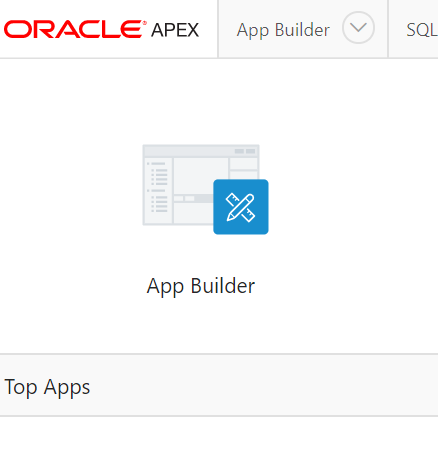 ORACLE APEX App Builder SQL
App Builder
Top Apps